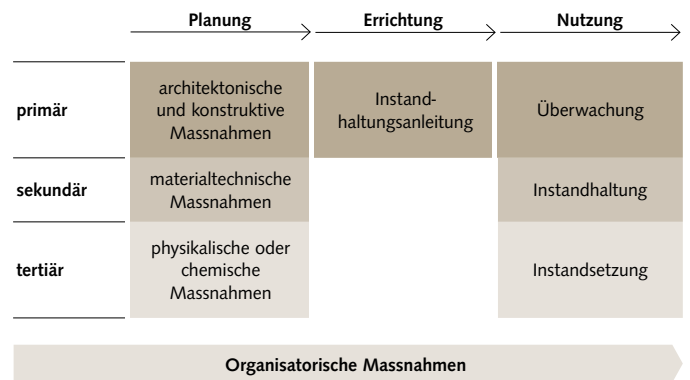 Planung
Errichtung
Nutzung
primär
architektonische
und konstruktive
Massnahmen
Instand-
haltungsanleitung
Überwachung
sekundär
materialtechnische
Massnahmen
Instandhaltung
tertiär
physikalische oder
chemische
Massnahmen
Instandsetzung
Organisatorische Massnahmen